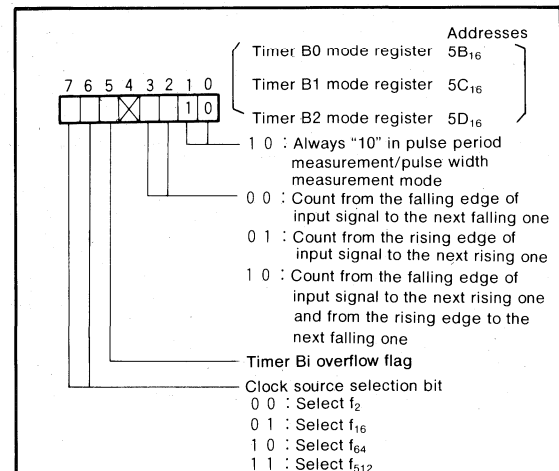 Addresses
Timer B0 mode register 5B₁₆
7 6 5 4 3 2 1 0
Timer B1 mode register 5C₁₆
1 0
Timer B2 mode register 5D₁₆
1 0 : Always “10” in pulse period
measurement/pulse width
measurement mode
0 0 : Count from the falling edge of
input signal to the next falling one
0 1 : Count from the rising edge of
input signal to the next rising one
1 0 : Count from the falling edge of
input signal to the next rising one
and from the rising edge to the
next falling one
Timer Bi overflow flag
Clock source selection bit
0 0 : Select f₂
0 1 : Select f₁₆
1 0 : Select f₆₄
1 1 : Select f₅₁₂